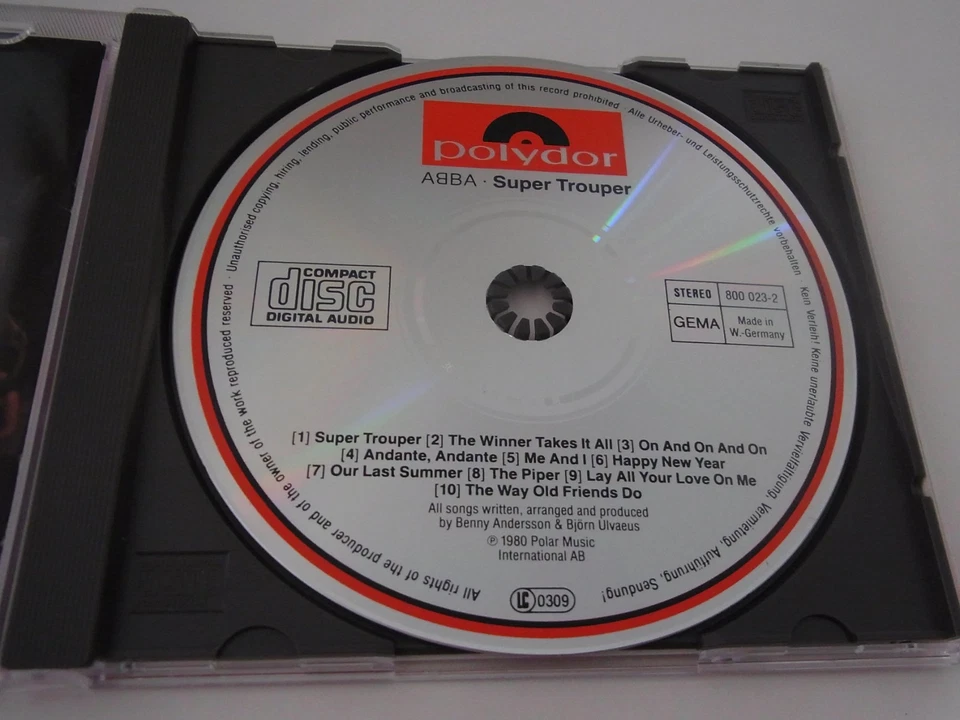 polydor
AᗺBA · Super Trouper
COMPACT
disc
DIGITAL AUDIO
STEREO 800 023-2
GEMA Made in
W.-Germany
[1] Super Trouper [2] The Winner Takes It All [3] On And On And On
[4] Andante, Andante [5] Me And I [6] Happy New Year
[7] Our Last Summer [8] The Piper [9] Lay All Your Love On Me
[10] The Way Old Friends Do
All songs written, arranged and produced
by Benny Andersson & Björn Ulvaeus
℗ 1980 Polar Music
International AB
LC 0309
All rights of the producer and of the owner of the work reproduced reserved · Unauthorised copying, hiring, lending, public performance and broadcasting of this record prohibited · Alle Urheber- und Leistungsschutzrechte vorbehalten · Kein Verleih! Keine unerlaubte Vervielfältigung, Vermietung, Aufführung, Sendung!